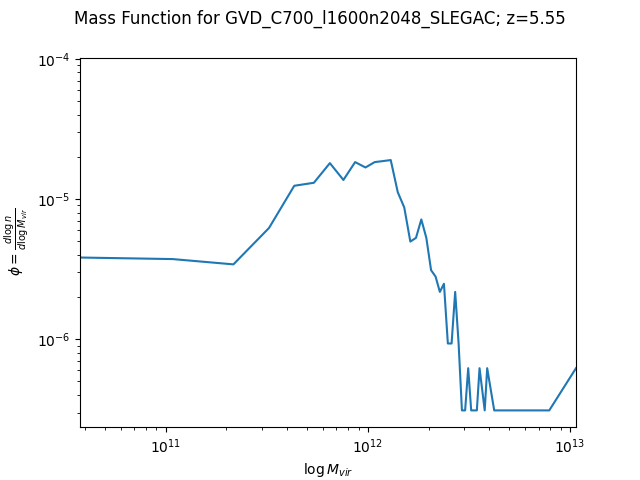 Mass Function for GVD_C700_l1600n2048_SLEGAC; z=5.55
10⁻⁴
10⁻⁵
10⁻⁶
ϕ = d log n / d log M_vir
10¹¹
10¹²
10¹³
log M_vir